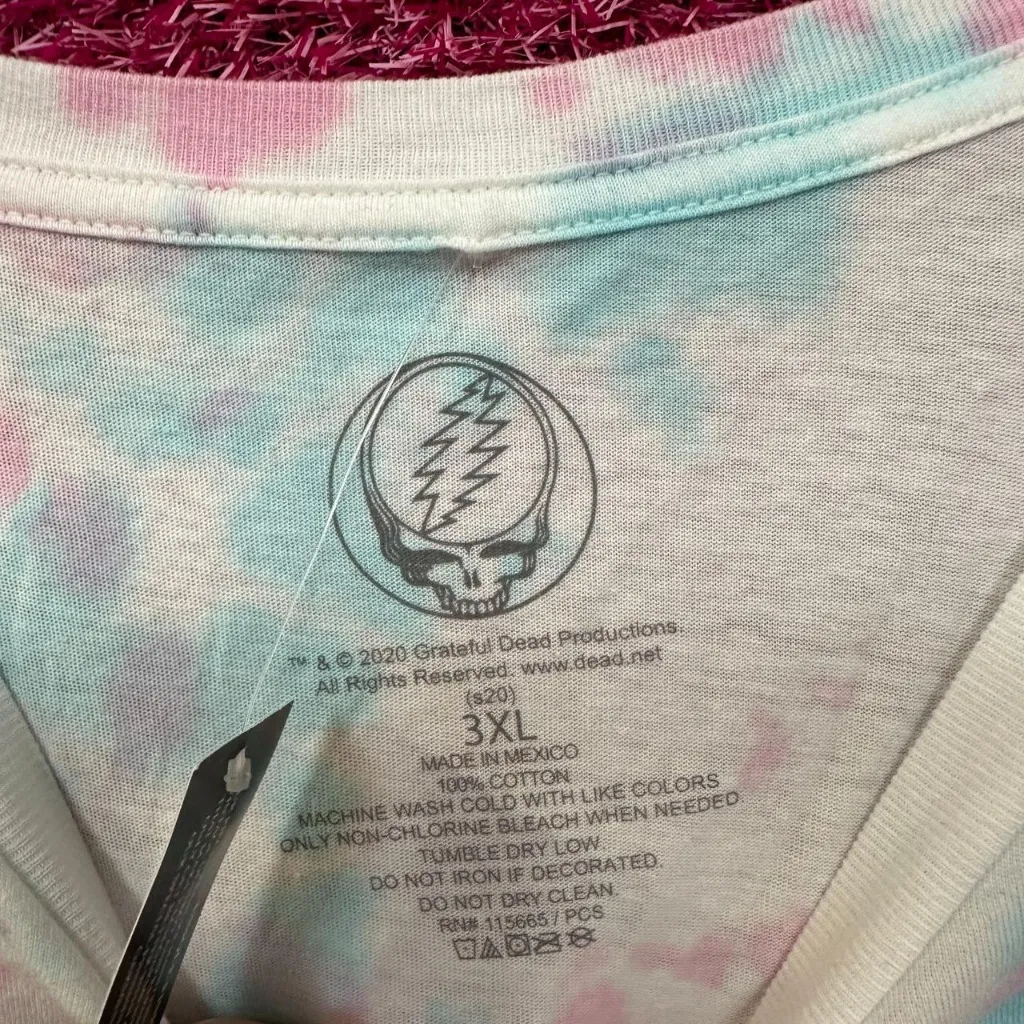 ™ & © 2020 Grateful Dead Productions.
All Rights Reserved. www.dead.net
(s20)
3XL
MADE IN MEXICO
100% COTTON
MACHINE WASH COLD WITH LIKE COLORS
ONLY NON-CHLORINE BLEACH WHEN NEEDED.
TUMBLE DRY LOW.
DO NOT IRON IF DECORATED.
DO NOT DRY CLEAN.
RN# 115665 / PCS